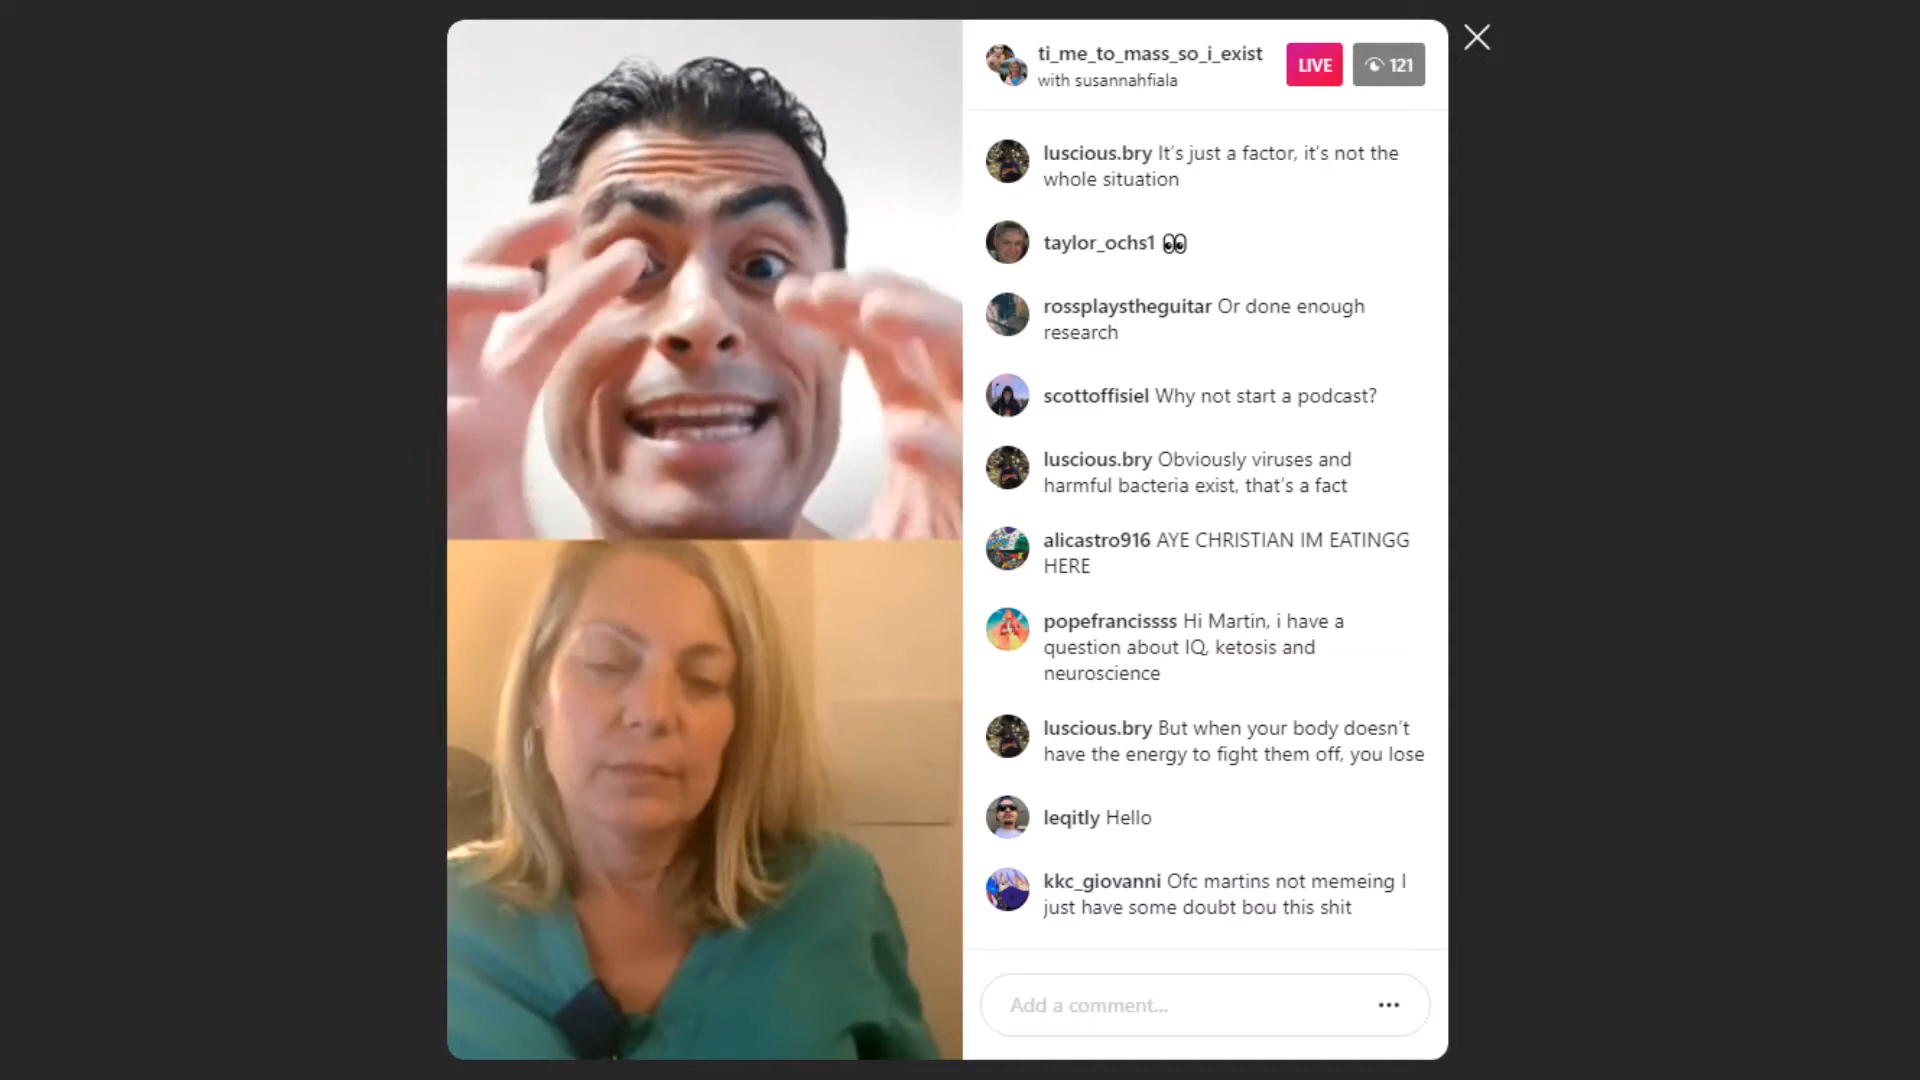 ti_me_to_mass_so_i_exist
with susannahfiala
LIVE
121
luscious.bry It's just a factor, it's not the
whole situation
taylor_ochs1 👀
rossplaystheguitar Or done enough
research
scottoffisiel Why not start a podcast?
luscious.bry Obviously viruses and
harmful bacteria exist, that's a fact
alicastro916 AYE CHRISTIAN IM EATINGG
HERE
popefrancissss Hi Martin, i have a
question about IQ, ketosis and
neuroscience
luscious.bry But when your body doesn't
have the energy to fight them off, you lose
leqitly Hello
kkc_giovanni Ofc martins not memeing I
just have some doubt bou this shit
Add a comment...